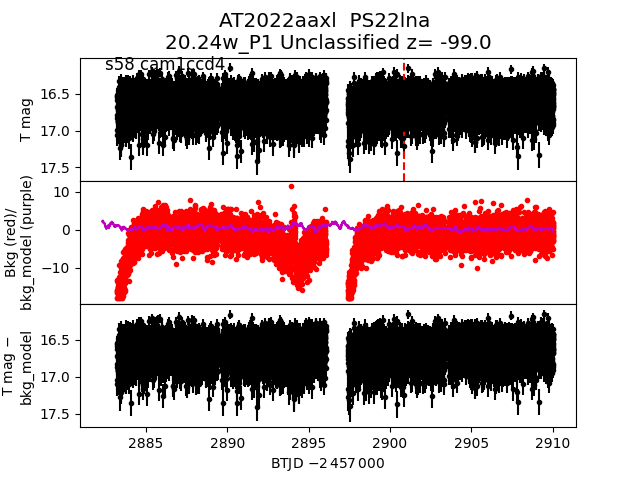 AT2022aaxl  PS22lna
20.24w_P1 Unclassified z= -99.0
s58 cam1ccd4
T mag
16.5
17.0
17.5
Bkg (red)/
bkg_model (purple)
10
0
−10
T mag −
bkg_model
16.5
17.0
17.5
2885
2890
2895
2900
2905
2910
BTJD −2 457 000